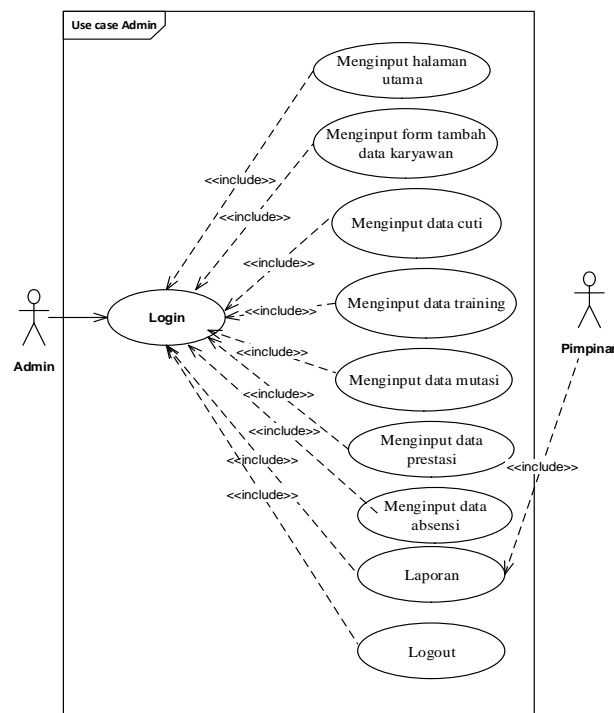 Use case Admin
Menginput halaman
utama
Menginput form tambah
data karyawan
<<include>>
<<include>>
Menginput data cuti
<<include>>
Menginput data training
<<include>>
Login
Admin
Pimpinan
<<include>>
Menginput data mutasi
<<include>>
Menginput data
prestasi
<<include>>
<<include>>
<<include>>
Menginput data
absensi
Laporan
Logout